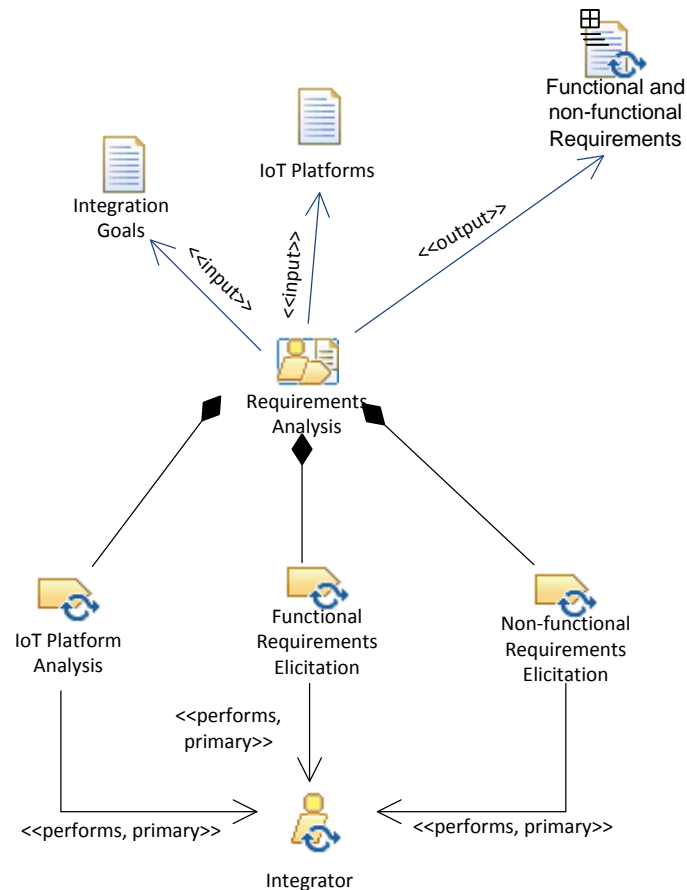 Functional and
non-functional
Requirements
IoT Platforms
Integration
Goals
<<input>>
<<input>>
<<output>>
Requirements
Analysis
IoT Platform
Analysis
Functional
Requirements
Elicitation
Non-functional
Requirements
Elicitation
<<performs,
primary>>
<<performs, primary>>
<<performs, primary>>
Integrator